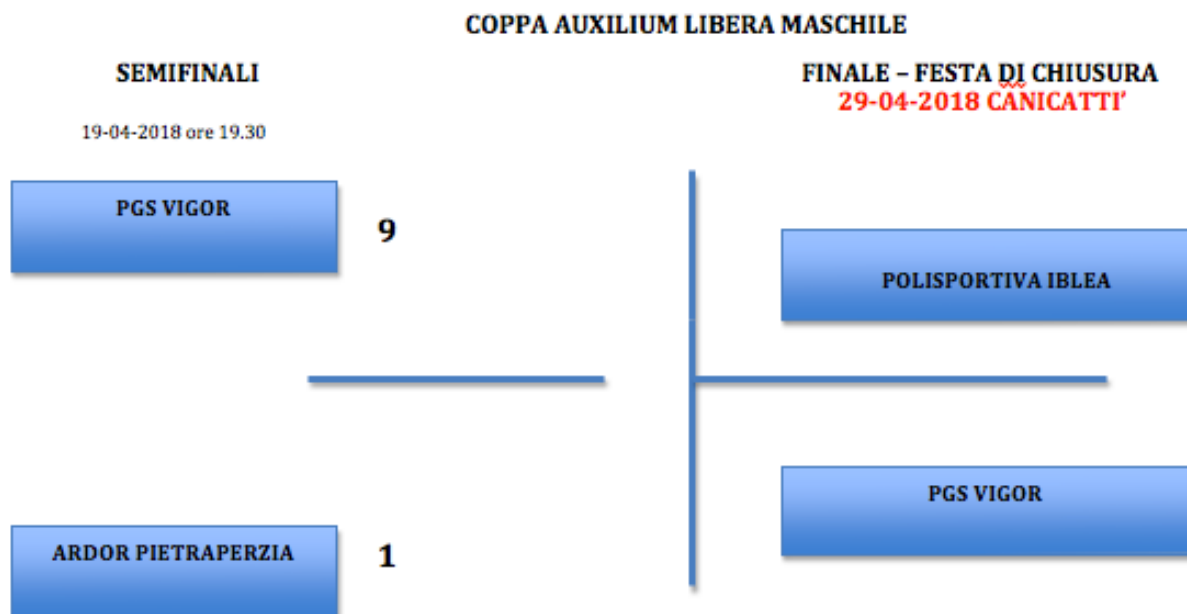 COPPA AUXILIUM LIBERA MASCHILE
SEMIFINALI
FINALE – FESTA DI CHIUSURA
29-04-2018 CANICATTI’
19-04-2018 ore 19.30
PGS VIGOR
9
POLISPORTIVA IBLEA
PGS VIGOR
ARDOR PIETRAPERZIA
1